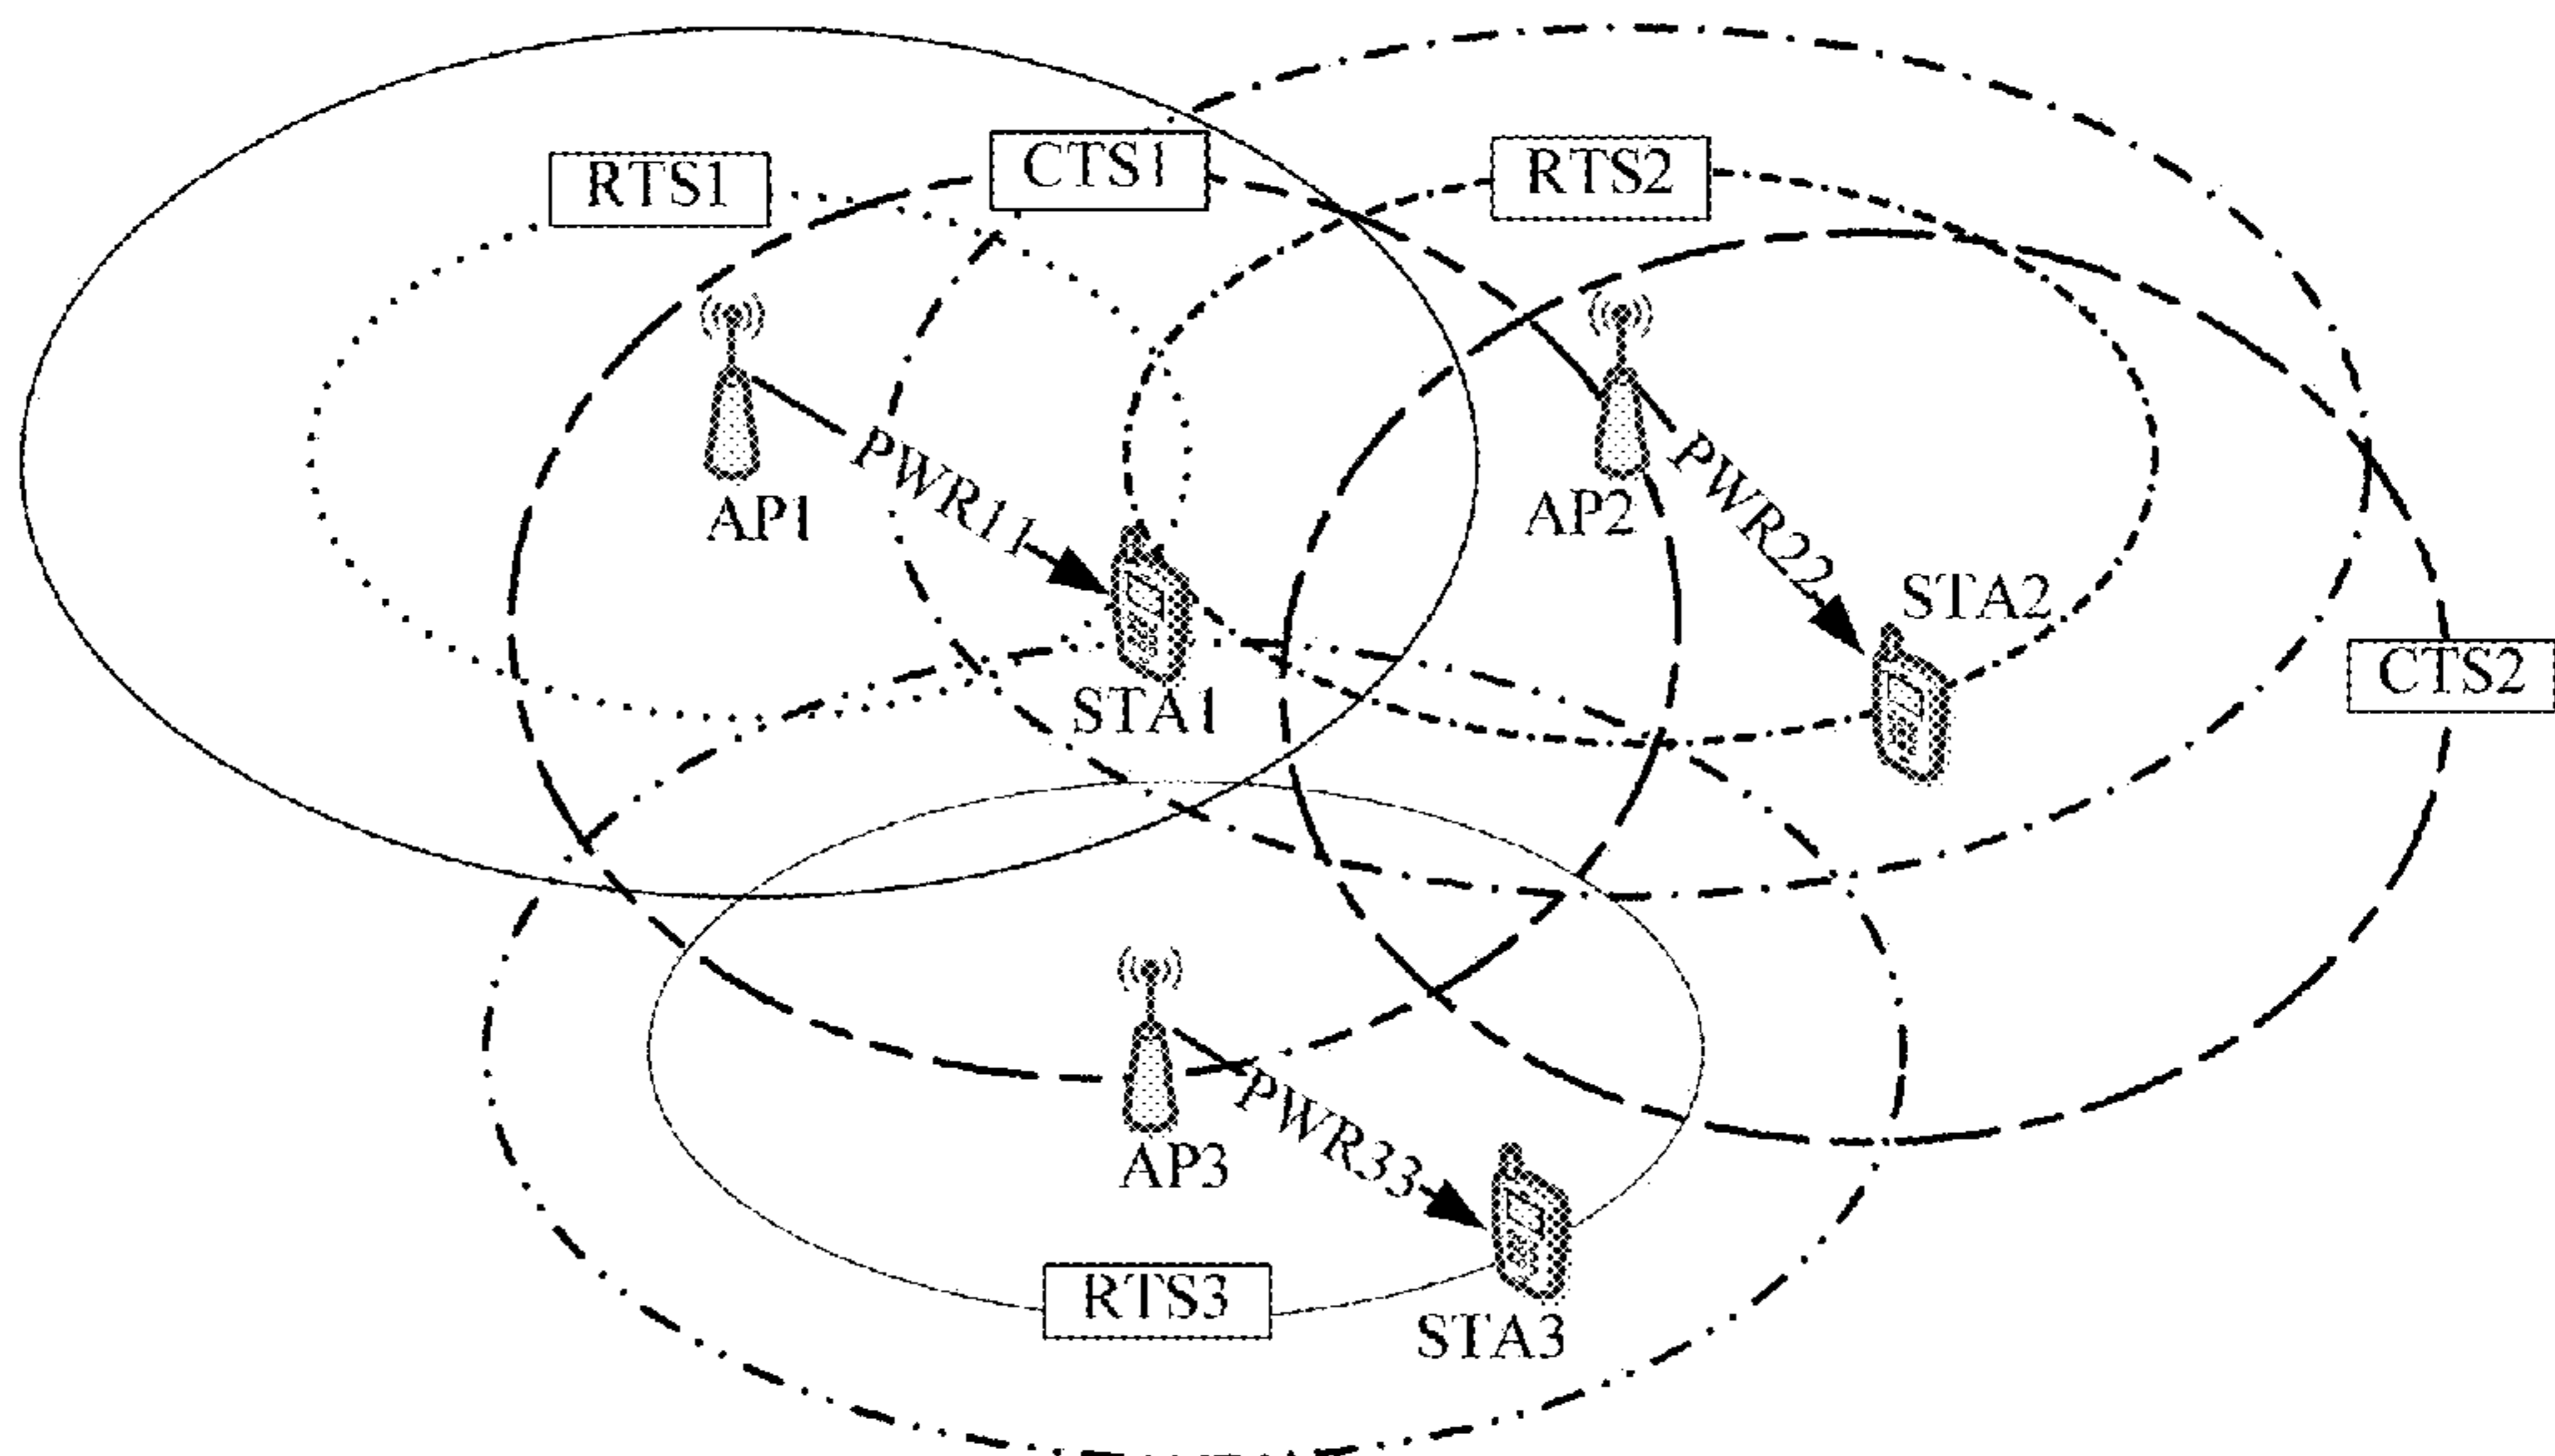 RTS1
CTS1
RTS2
AP1
PWR11
AP2
PWR22
STA2
STA1
CTS2
AP3
PWR33
RTS3
STA3